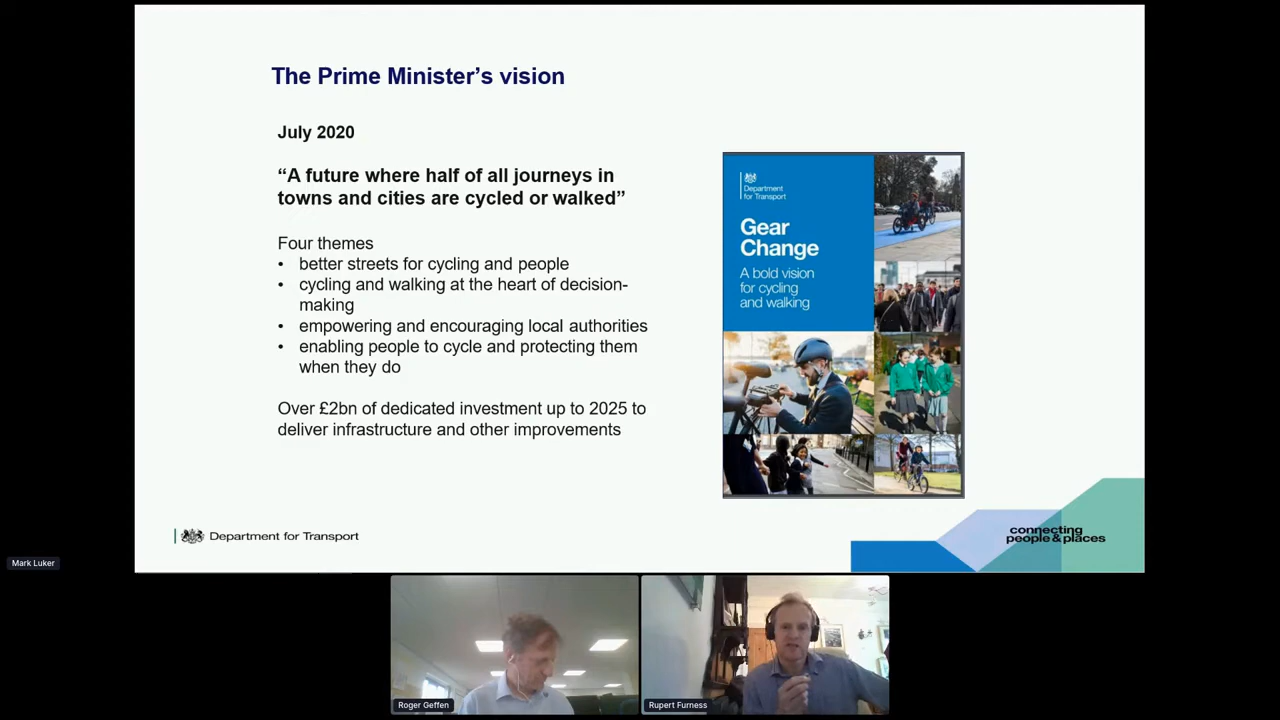 The Prime Minister’s vision
July 2020
“A future where half of all journeys in
towns and cities are cycled or walked”
Four themes
• better streets for cycling and people
• cycling and walking at the heart of decision-
making
• empowering and encouraging local authorities
• enabling people to cycle and protecting them
when they do
Over £2bn of dedicated investment up to 2025 to
deliver infrastructure and other improvements
Department
for Transport
Gear
Change
A bold vision
for cycling
and walking
Department for Transport
connecting
people & places
Mark Luker
Roger Geffen
Rupert Furness